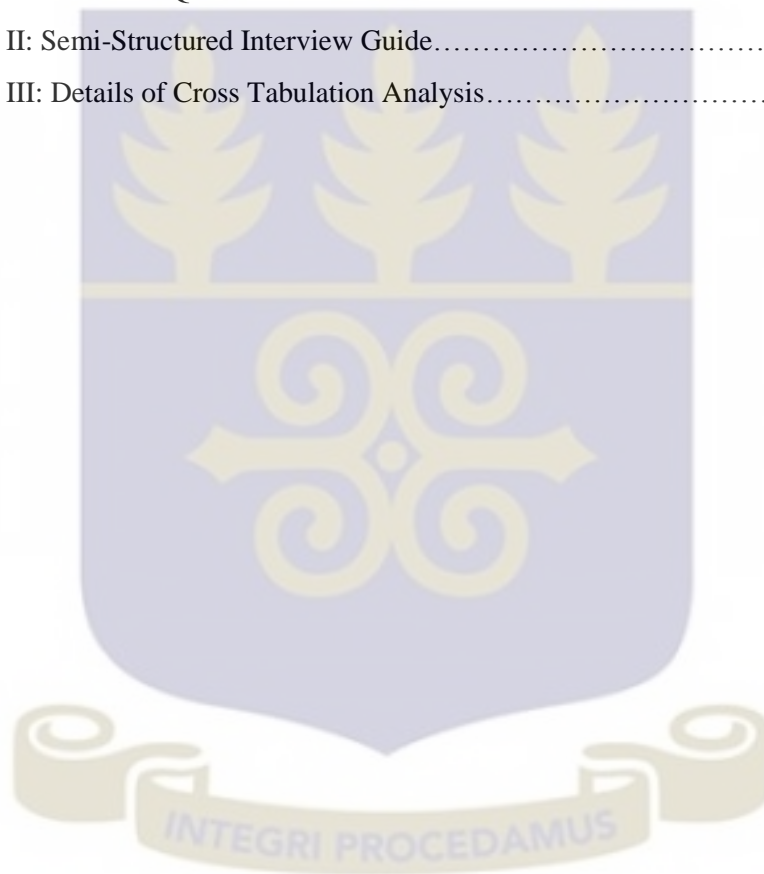 II: Semi-Structured Interview Guide……………………………
III: Details of Cross Tabulation Analysis………………………
INTEGRI PROCEDAMUS